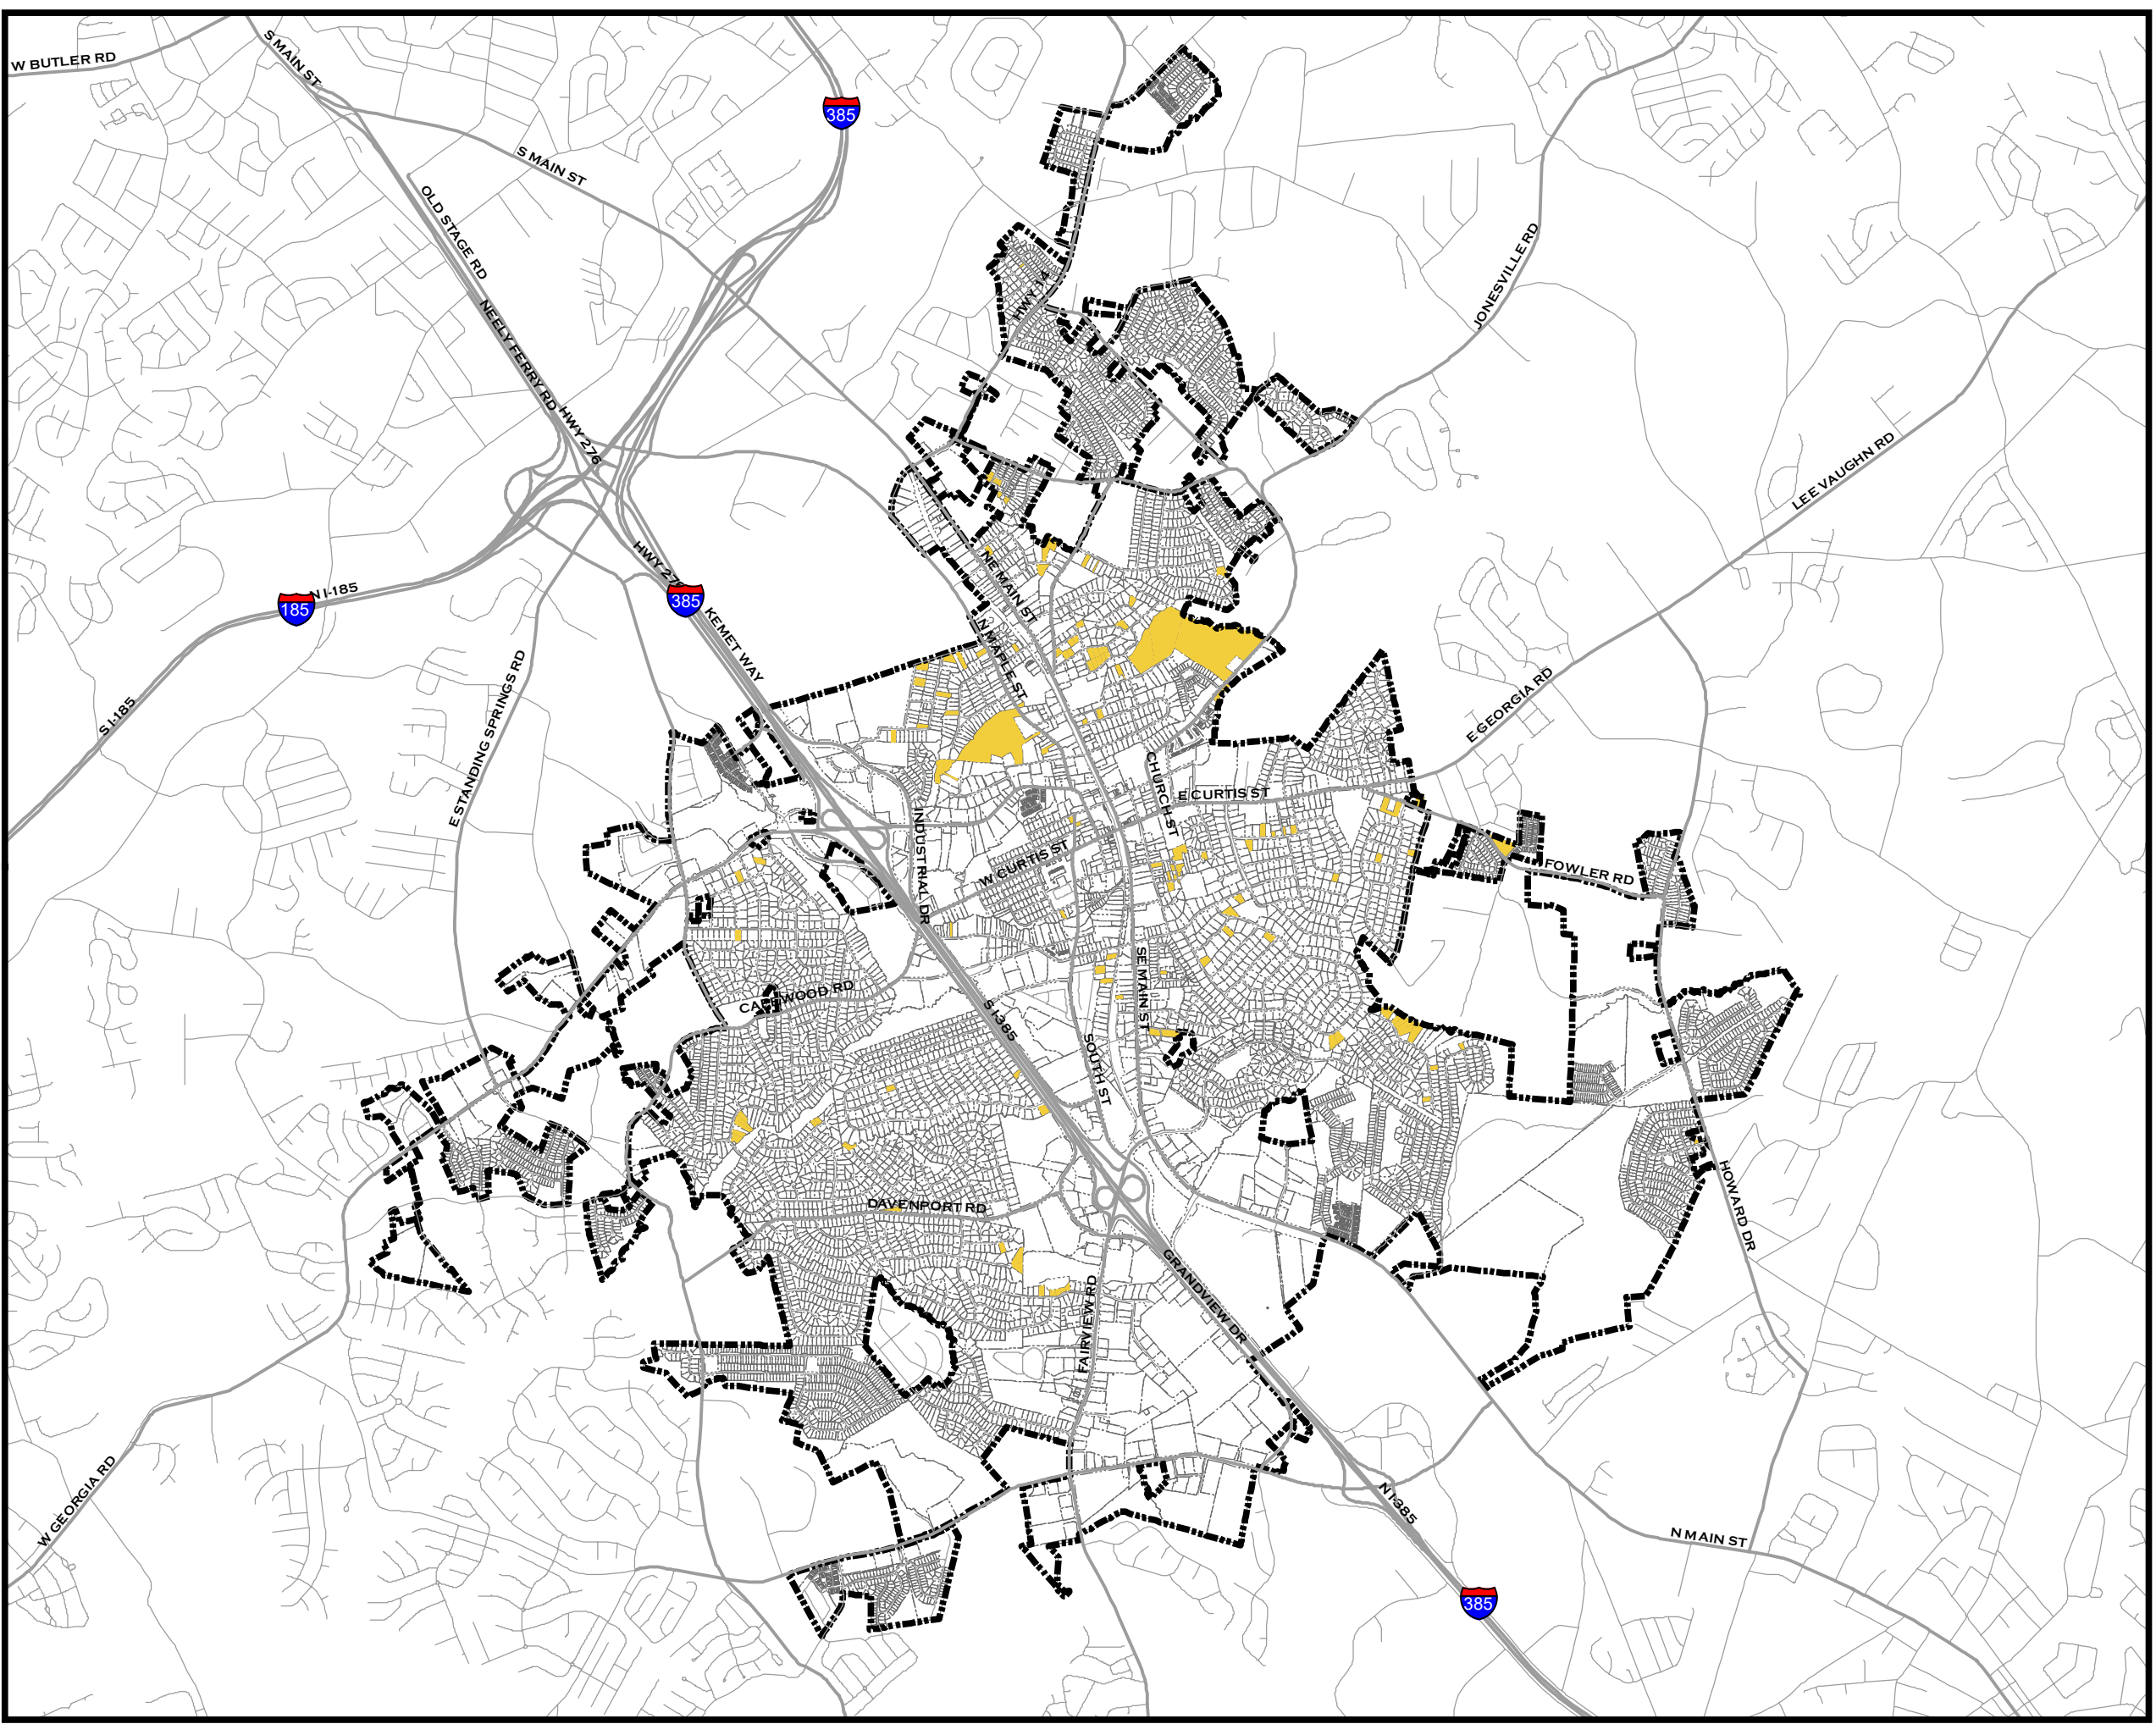 W BUTLER RD
S MAIN ST
385
S MAIN ST
OLD STAGE RD
JONESVILLE RD
HWY 14
NEELY FERRY RD
HWY 276
LEE VAUGHN RD
HWY 276
NE MAIN ST
N I-185
185
385
KEMET WAY
N MAPLE ST
E STANDING SPRINGS RD
S I-185
E GEORGIA RD
CHURCH ST
E CURTIS ST
INDUSTRIAL DR
W CURTIS ST
FOWLER RD
SE MAIN ST
S I-385
SOUTH ST
HOWARD DR
DAVENPORT RD
GRANDVIEW DR
FAIRVIEW RD
W GEORGIA RD
N I-385
N MAIN ST
385